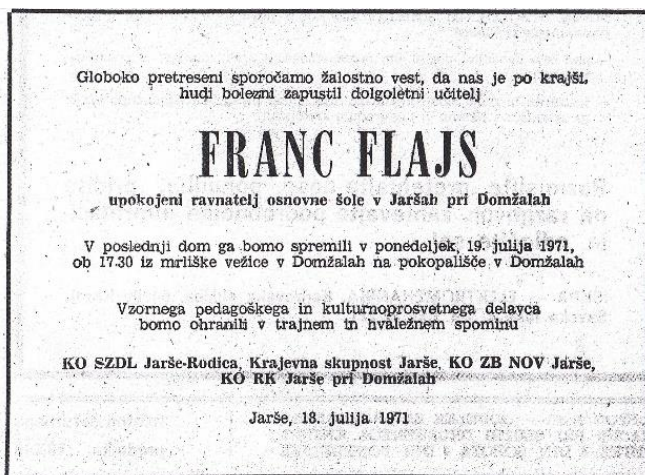 Globoko pretreseni sporočamo žalostno vest, da nas je po krajši,
hudi bolezni zapustil dolgoletni učitelj
FRANC FLAJS
upokojeni ravnatelj osnovne šole v Jaršah pri Domžalah
V poslednji dom ga bomo spremili v ponedeljek, 19. julija 1971,
ob 17.30 iz mrliške vežice v Domžalah na pokopališče v Domžalah
Vzornega pedagoškega in kulturnoprosvetnega delavca
bomo ohranili v trajnem in hvaležnem spominu
KO SZDL Jarše-Rodica, Krajevna skupnost Jarše, KO ZB NOV Jarše,
KO RK Jarše pri Domžalah
Jarše, 18. julija 1971